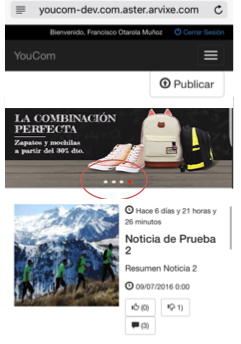 youcom-dev.com.aster.arvixe.com
Bienvenido, Francisco Otarola Muñoz Cerrar Sesión
YouCom
Publicar
LA COMBINACIÓN
PERFECTA
Zapatos y mochilas
a partir del 30% dto.
Hace 6 días y 21 horas y
26 minutos
Noticia de Prueba
2
Resumen Noticia 2
09/07/2016 0:00
(0) 1)
(3)